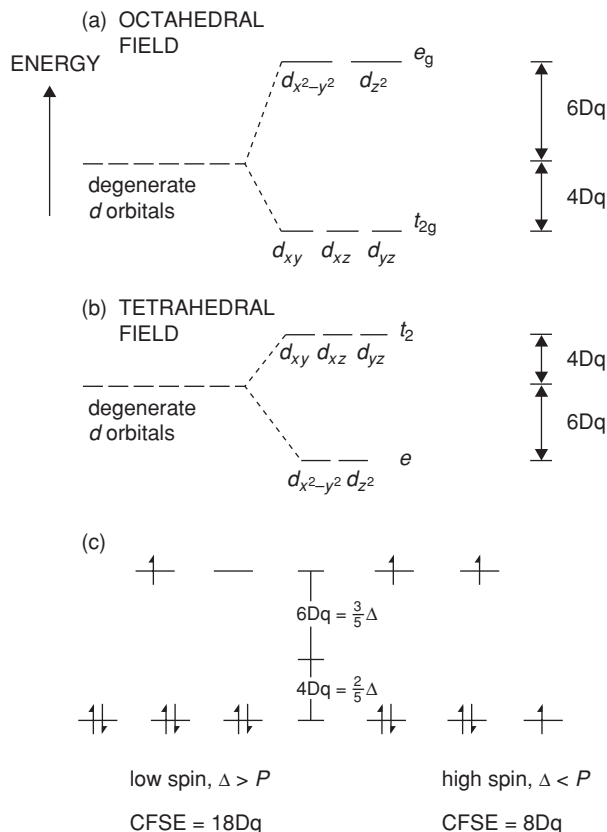 (a) OCTAHEDRAL
FIELD
ENERGY
e_g
d_{x²–y²} d_{z²}
6Dq
degenerate
d orbitals
4Dq
t_{2g}
d_{xy} d_{xz} d_{yz}
(b) TETRAHEDRAL
FIELD
t_2
d_{xy} d_{xz} d_{yz}
4Dq
degenerate
d orbitals
6Dq
e
d_{x²–y²} d_{z²}
(c)
6Dq = 3/5 Δ
4Dq = 2/5 Δ
low spin, Δ > P high spin, Δ < P
CFSE = 18Dq CFSE = 8Dq